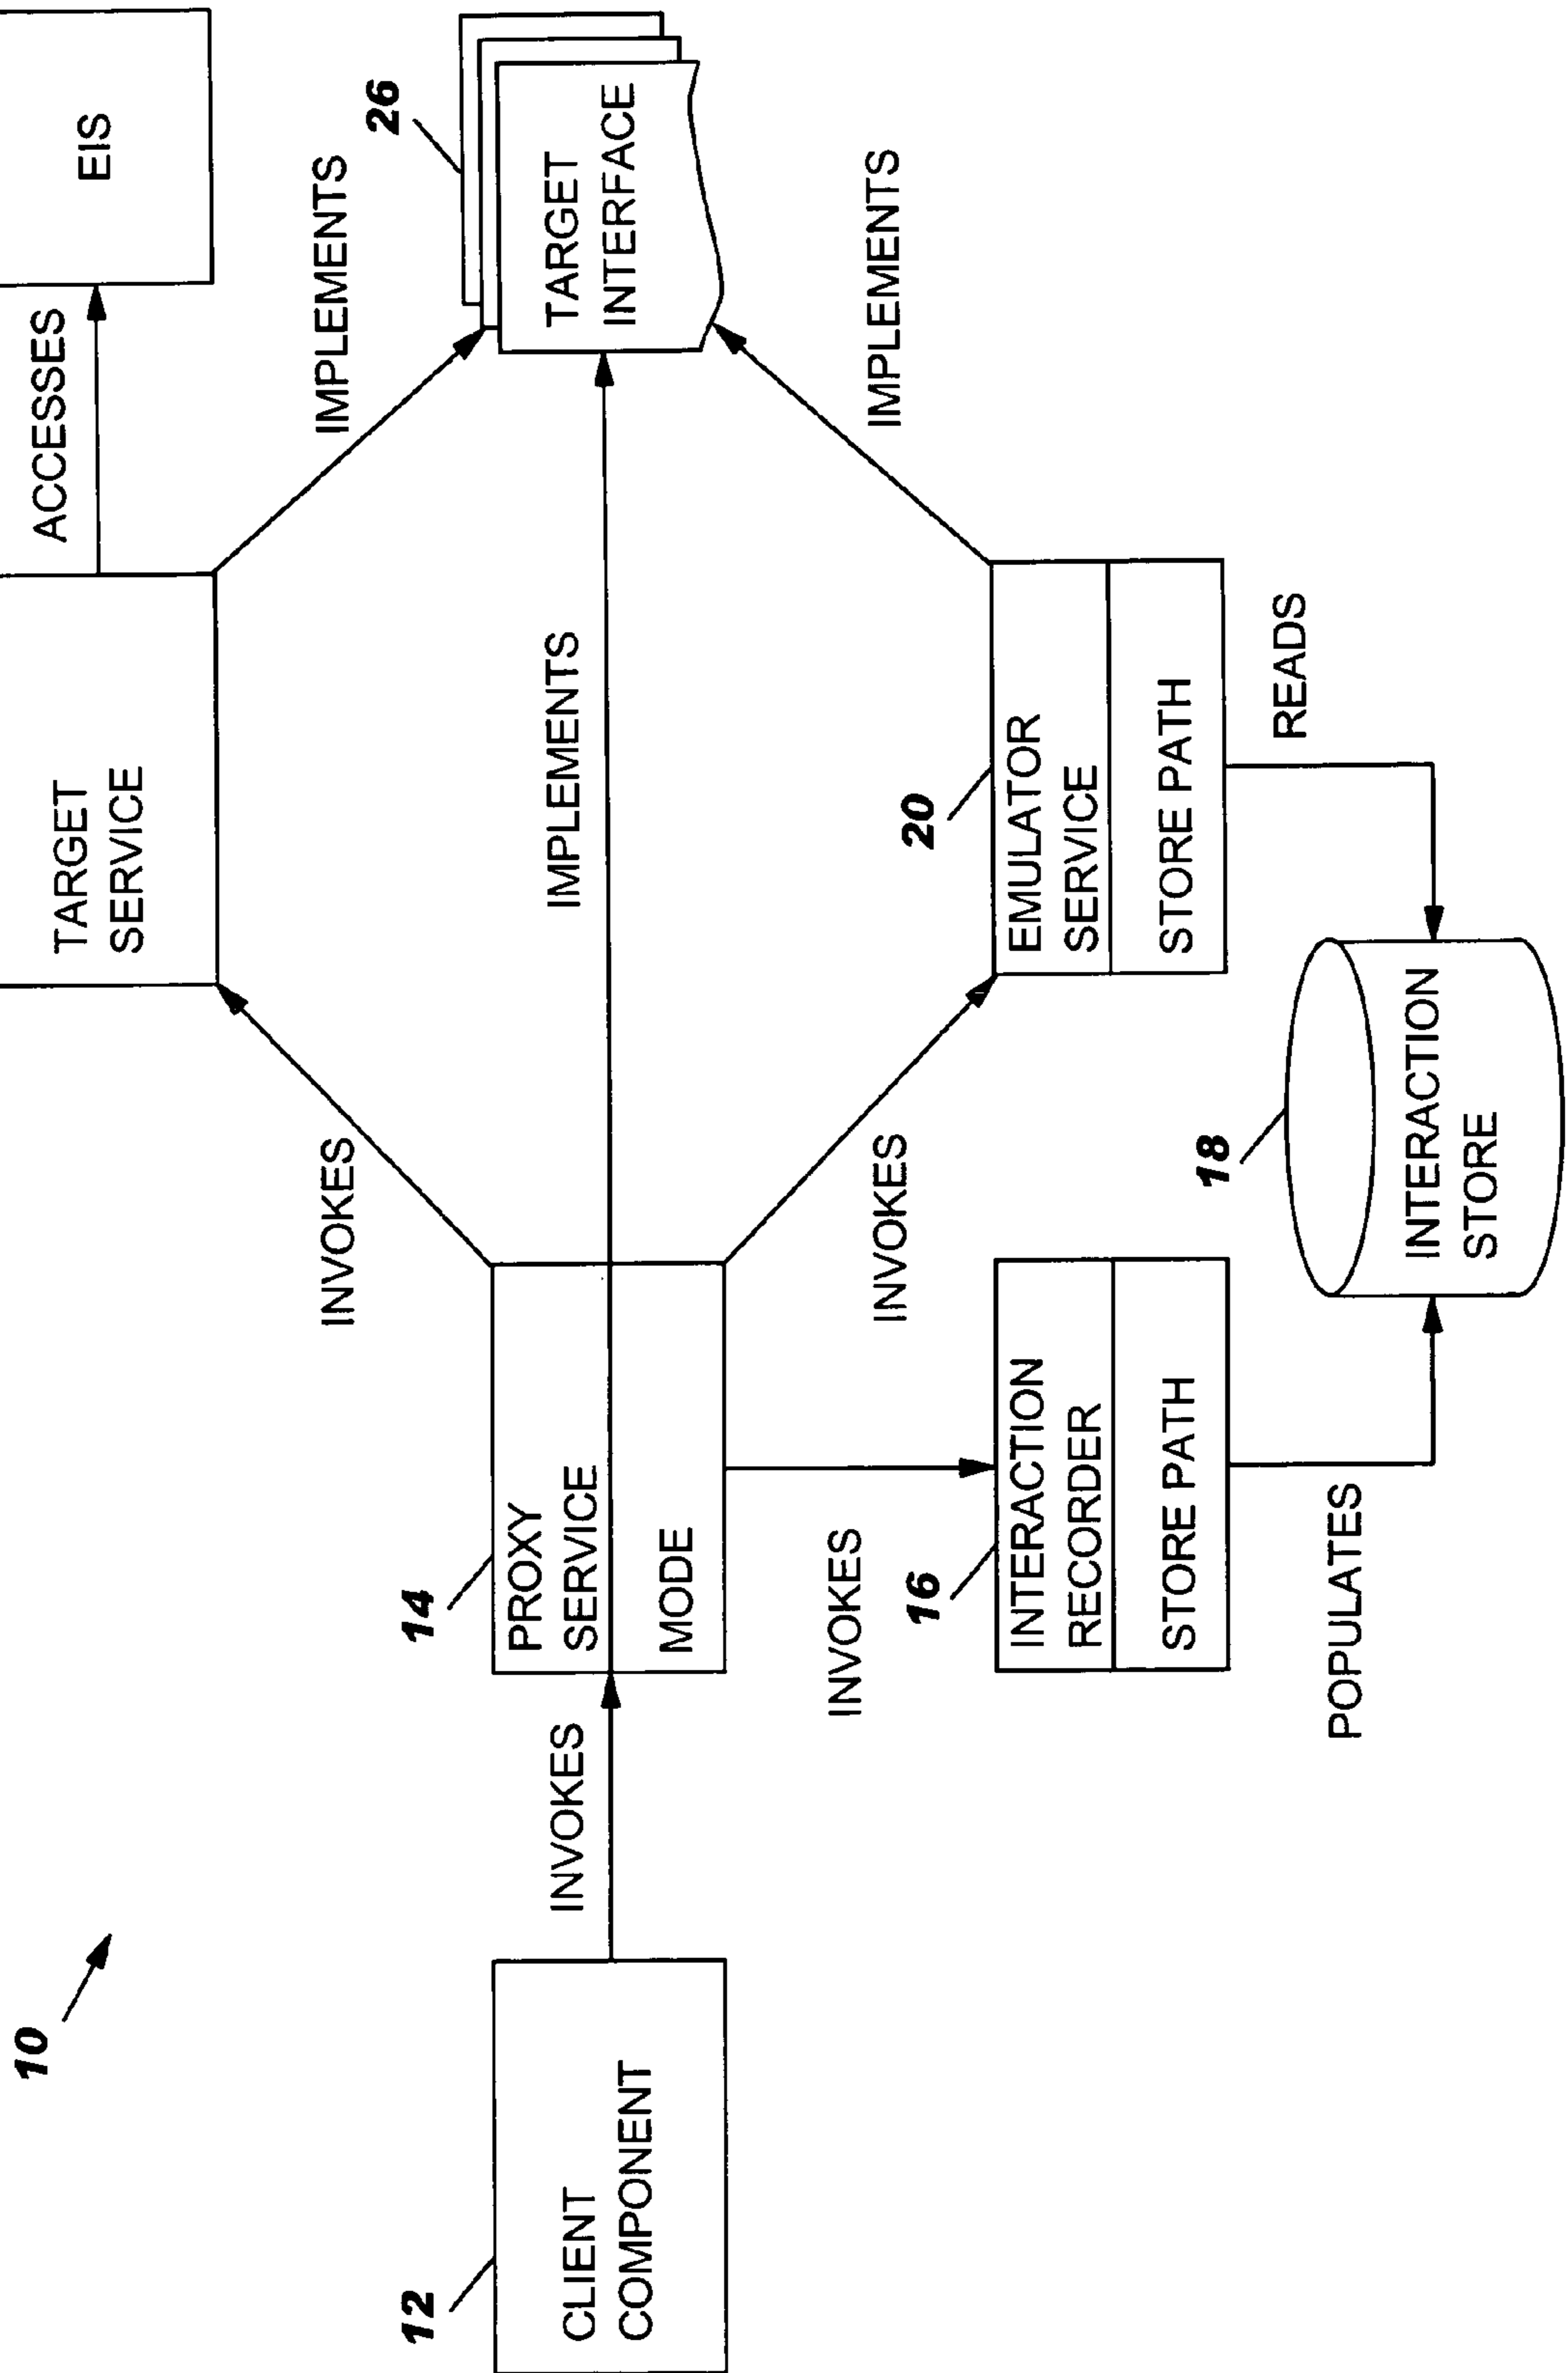 10
ACCESSES
EIS
TARGET
SERVICE
INVOKES
IMPLEMENTS
26
12
14
CLIENT
COMPONENT
INVOKES
PROXY
SERVICE
MODE
IMPLEMENTS
TARGET
INTERFACE
INVOKES
INVOKES
IMPLEMENTS
16
20
INTERACTION
RECORDER
STORE PATH
EMULATOR
SERVICE
STORE PATH
18
POPULATES
READS
INTERACTION
STORE